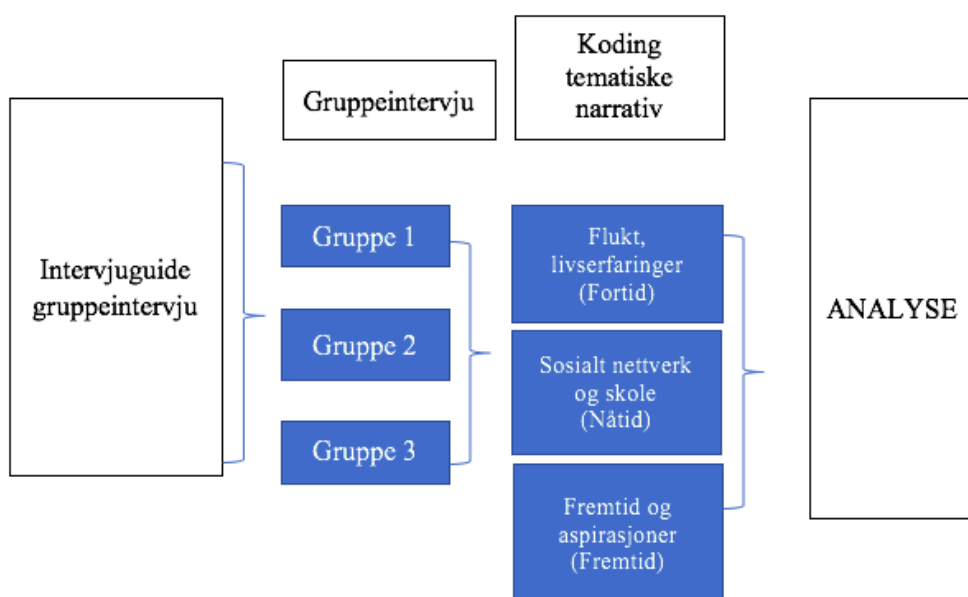 Intervjuguide
gruppeintervju
Gruppeintervju
Gruppe 1
Gruppe 2
Gruppe 3
Koding
tematiske
narrativ
Flukt,
livserfaringer
(Fortid)
Sosialt nettverk
og skole
(Nåtid)
Fremtid og
aspirasjoner
(Fremtid)
ANALYSE